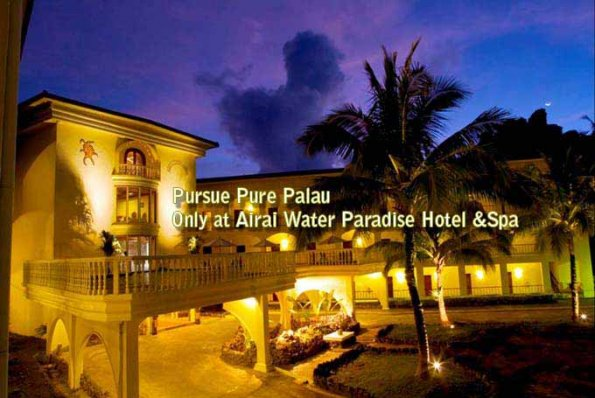 Pursue Pure Palau
Only at Airai Water Paradise Hotel &Spa